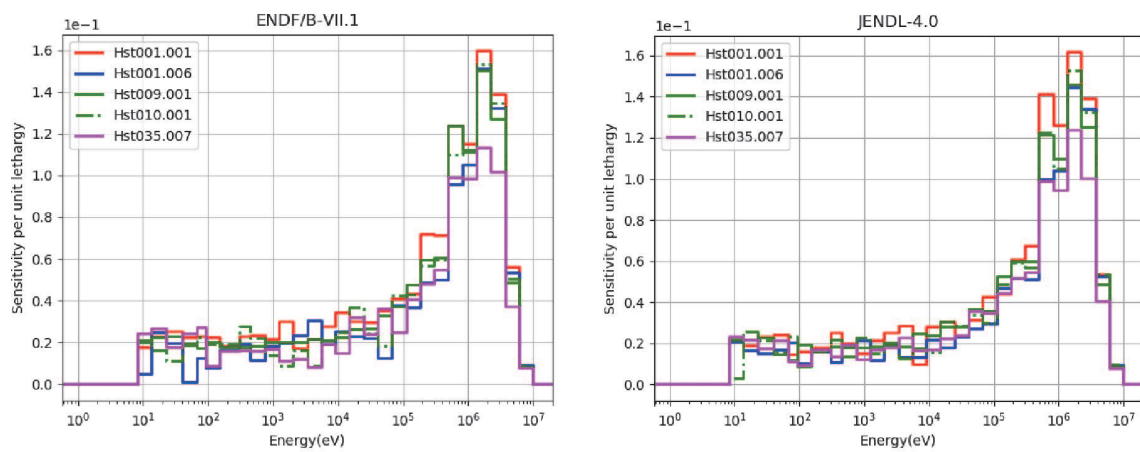 ENDF/B-VII.1
1e−1
Hst001.001
Hst001.006
Hst009.001
Hst010.001
Hst035.007
Sensitivity per unit lethargy
1.6
1.4
1.2
1.0
0.8
0.6
0.4
0.2
0.0
10^0 10^1 10^2 10^3 10^4 10^5 10^6 10^7
Energy(eV)
JENDL-4.0
1e−1
Hst001.001
Hst001.006
Hst009.001
Hst010.001
Hst035.007
Sensitivity per unit lethargy
1.6
1.4
1.2
1.0
0.8
0.6
0.4
0.2
0.0
10^0 10^1 10^2 10^3 10^4 10^5 10^6 10^7
Energy(eV)